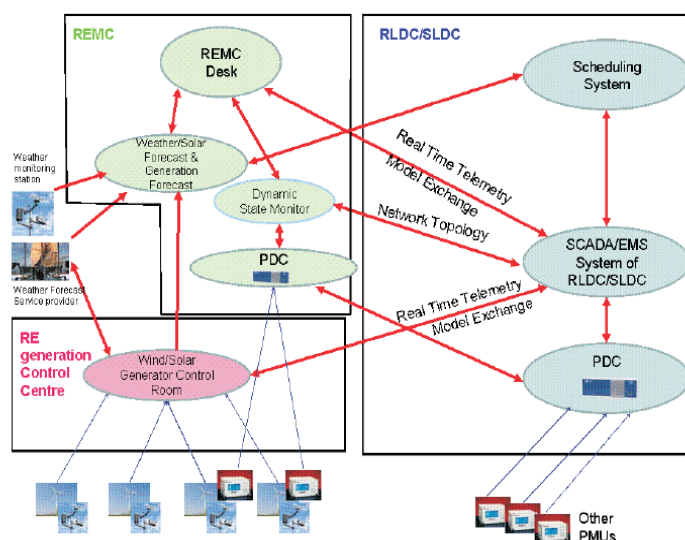 REMC
RLDC/SLDC
REMC
Desk
Scheduling
System
Weather/Solar
Forecast &
Generation
Forecast
Weather
monitoring
station
Real Time Telemetry
Model Exchange
Dynamic
State Monitor
Network Topology
SCADA/EMS
System of
RLDC/SLDC
PDC
Weather Forecast
Service provider
Real Time Telemetry
Model Exchange
RE
generation
Control
Centre
Wind/Solar
Generator Control
Room
PDC
Other
PMUs